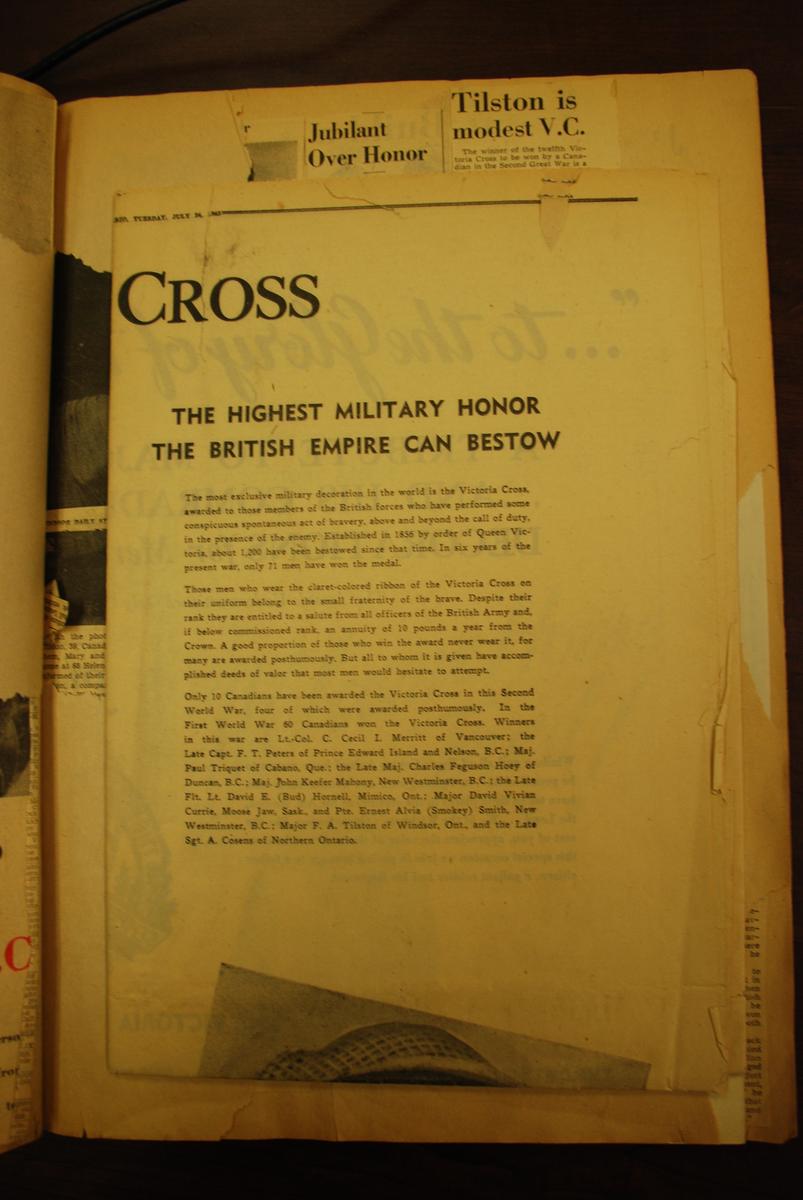 Jubilant
Over Honor
Tilston is
modest V.C.
The winner of the twelfth Vic-
toria Cross to be won by a Cana-
dian in the Second Great War is a
TUESDAY, JULY 24,
CROSS
THE HIGHEST MILITARY HONOR
THE BRITISH EMPIRE CAN BESTOW
The most exclusive military decoration in the world is the Victoria Cross,
awarded to those members of the British forces who have performed some
conspicuous spontaneous act of bravery, above and beyond the call of duty,
in the presence of the enemy. Established in 1856 by order of Queen Vic-
toria, about 1,200 have been bestowed since that time. In six years of the
present war, only 71 men have won the medal.
Those men who wear the claret-colored ribbon of the Victoria Cross on
their uniform belong to the small fraternity of the brave. Despite their
rank they are entitled to a salute from all officers of the British Army and,
if below commissioned rank, an annuity of 10 pounds a year from the
Crown. A good proportion of those who win the award never wear it, for
many are awarded posthumously. But all to whom it is given have accom-
plished deeds of valor that most men would hesitate to attempt.
Only 10 Canadians have been awarded the Victoria Cross in this Second
World War, four of which were awarded posthumously. In the
First World War 60 Canadians won the Victoria Cross. Winners
in this war are Lt.-Col. C. Cecil I. Merritt of Vancouver; the
Late Capt. F. T. Peters of Prince Edward Island and Nelson, B.C.; Maj.
Paul Triquet of Cabano, Que.; the Late Maj. Charles Feguson Hoey of
Duncan, B.C.; Maj. John Keefer Mahony, New Westminster, B.C.; the Late
Flt. Lt. David E. (Bud) Hornell, Mimico, Ont.; Major David Vivian
Currie, Moose Jaw, Sask., and Pte. Ernest Alvia (Smokey) Smith, New
Westminster, B.C.; Major F. A. Tilston of Windsor, Ont., and the Late
Sgt. A. Cosens of Northern Ontario.
DAILY
the phot
39, Canad
Mary and
at 68 Helen
of their
a compa